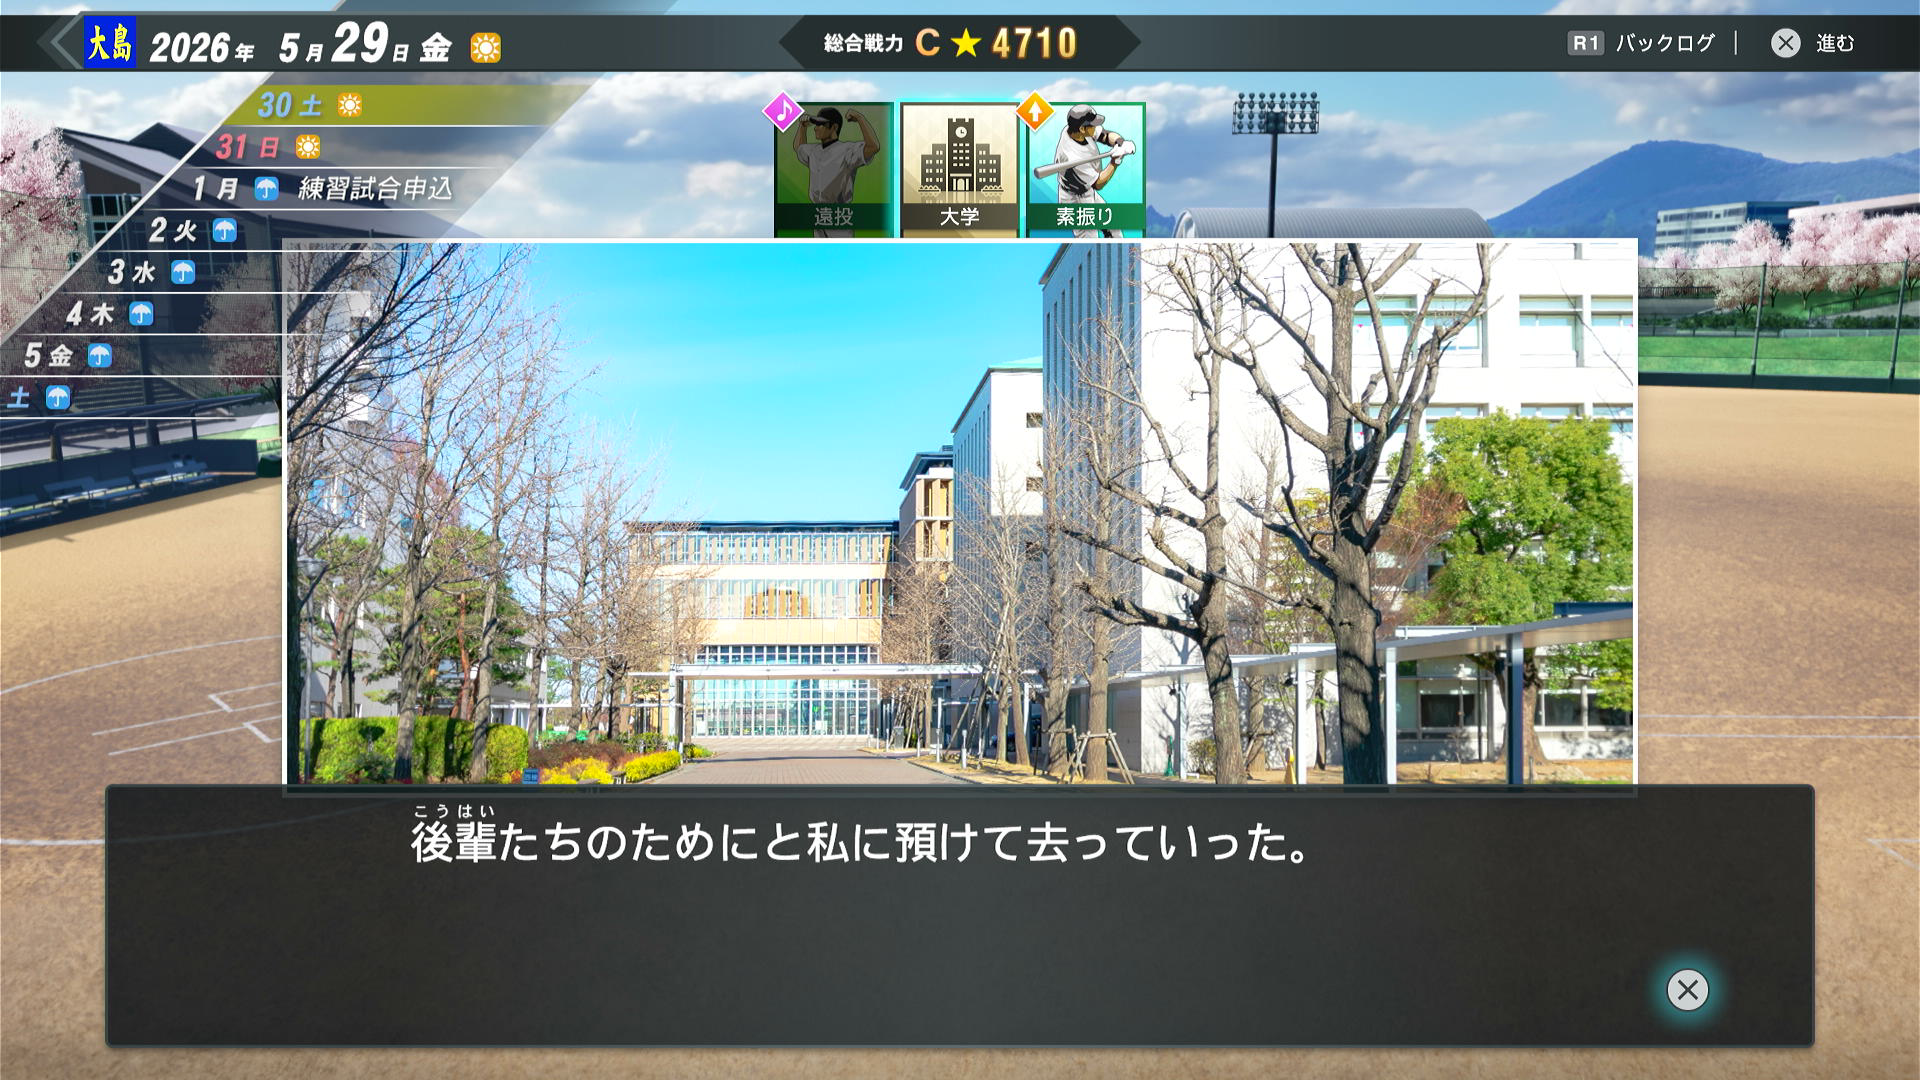 大島 2026年 5月29日 金
総合戦力 C ★ 4710
R1 バックログ | 進む
30 土
31 日
1 月 練習試合申込
2 火
3 水
4 木
5 金
土
遠投
大学
素振り
こうはい
後輩たちのためにと私に預けて去っていった。